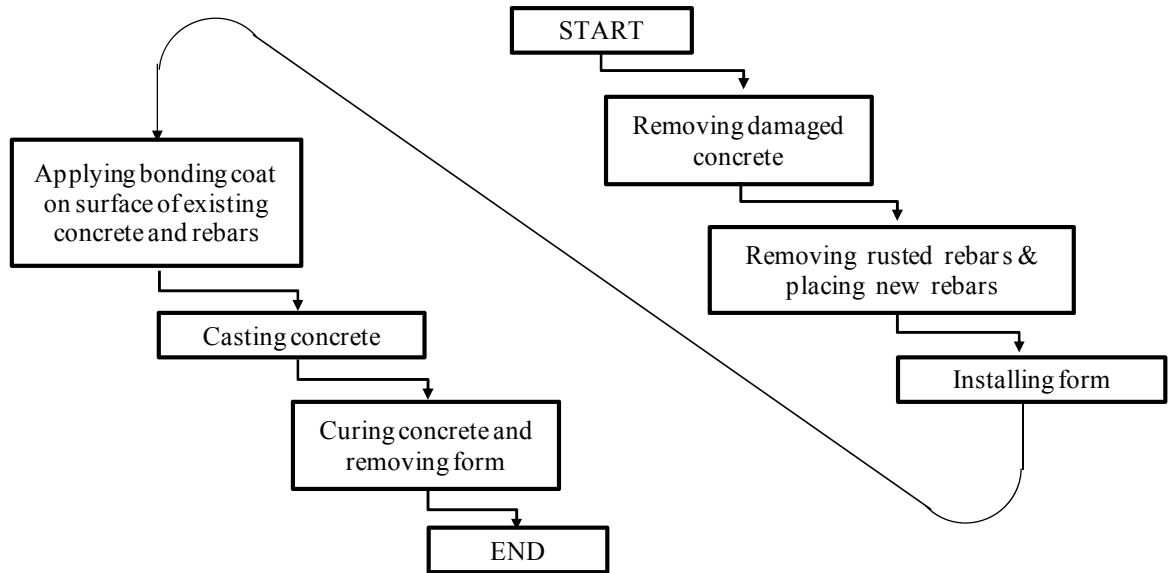 START
Removing damaged
concrete
Removing rusted rebars &
placing new rebars
Installing form
Applying bonding coat
on surface of existing
concrete and rebars
Casting concrete
Curing concrete and
removing form
END